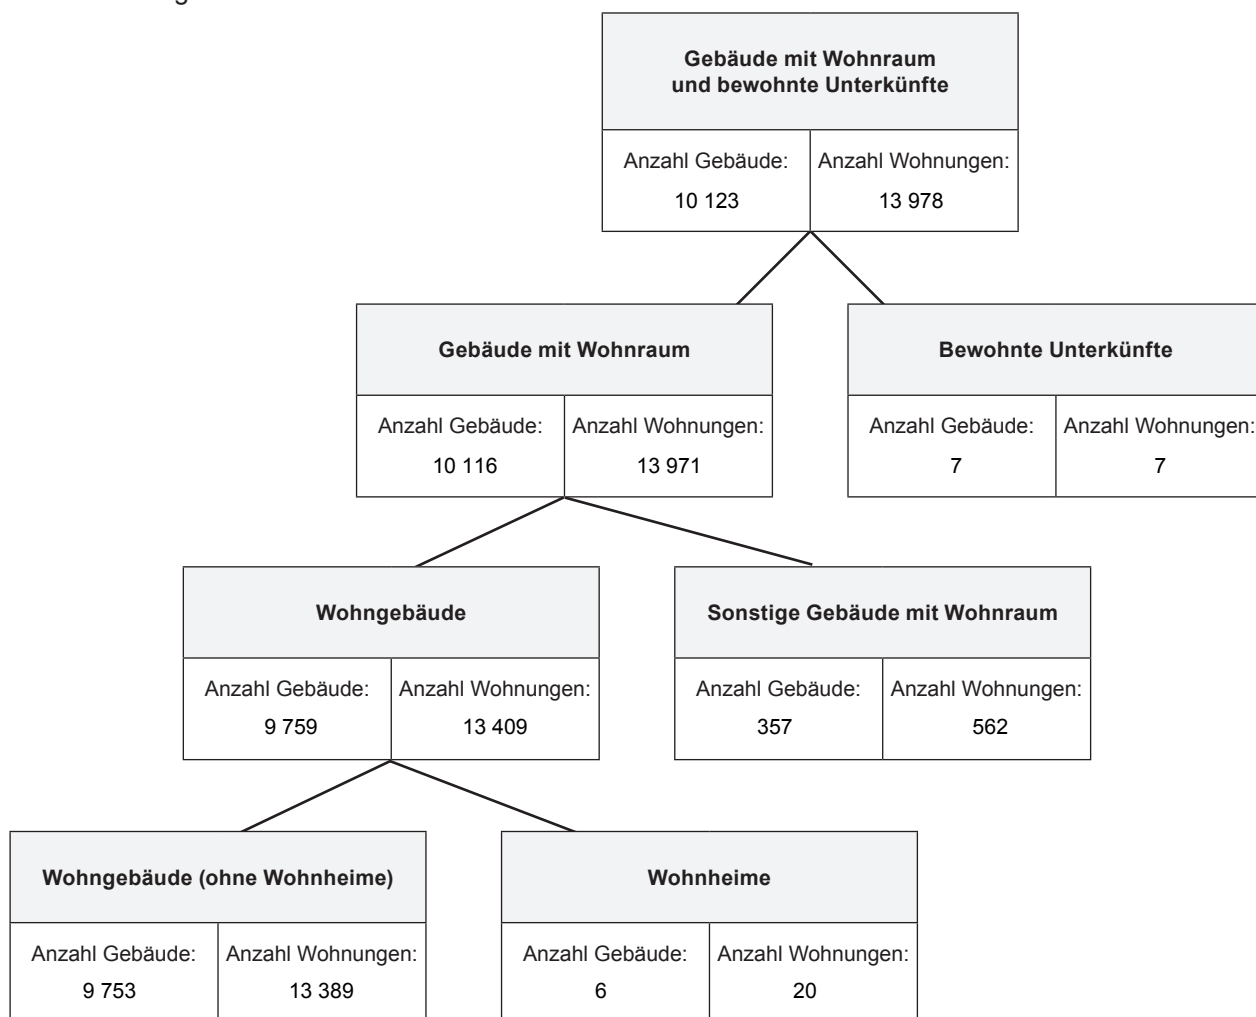 Gebäude mit Wohnraum
und bewohnte Unterkünfte
Anzahl Gebäude: Anzahl Wohnungen:
10 123 13 978
Gebäude mit Wohnraum
Bewohnte Unterkünfte
Anzahl Gebäude: Anzahl Wohnungen:
10 116 13 971
Anzahl Gebäude: Anzahl Wohnungen:
7 7
Wohngebäude
Sonstige Gebäude mit Wohnraum
Anzahl Gebäude: Anzahl Wohnungen:
9 759 13 409
Anzahl Gebäude: Anzahl Wohnungen:
357 562
Wohngebäude (ohne Wohnheime)
Wohnheime
Anzahl Gebäude: Anzahl Wohnungen:
9 753 13 389
Anzahl Gebäude: Anzahl Wohnungen:
6 20